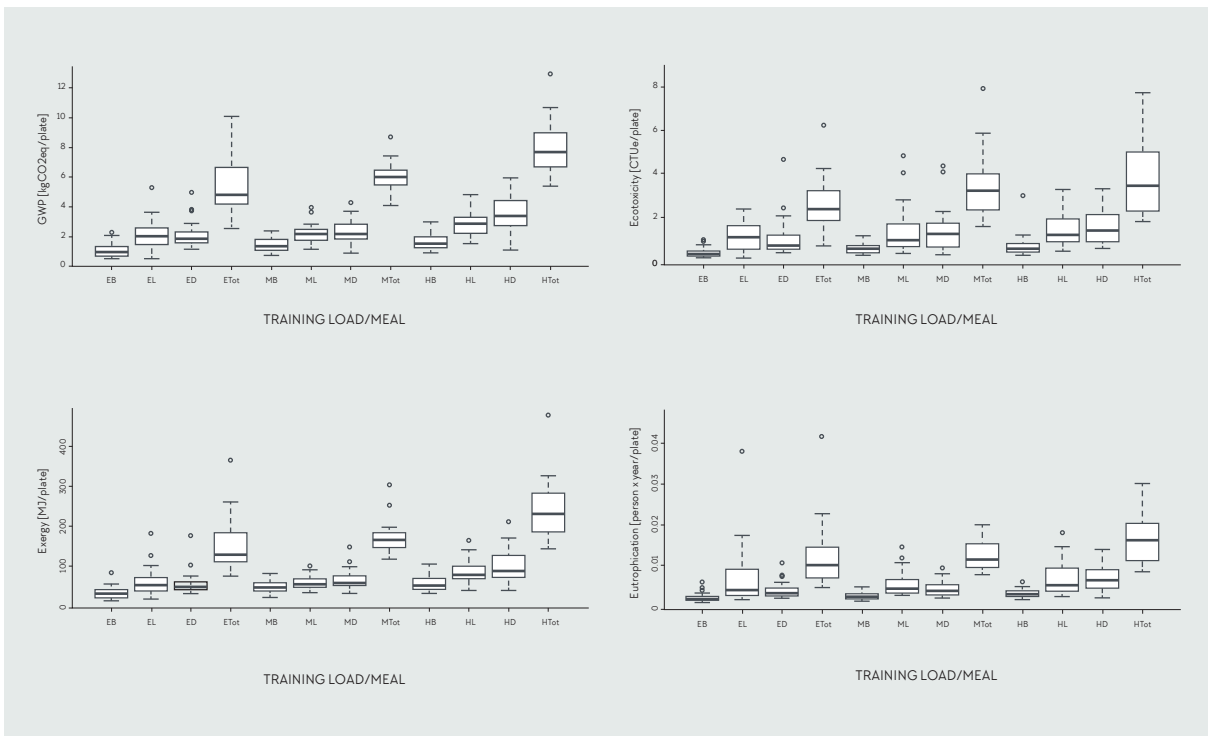 GWP [kgCO2eq/plate]
12
10
8
6
4
2
0
EB EL ED ETot MB ML MD MTot HB HL HD HTot
TRAINING LOAD/MEAL
Ecotoxicity [CTUe/plate]
8
6
4
2
0
EB EL ED ETot MB ML MD MTot HB HL HD HTot
TRAINING LOAD/MEAL
Exergy [MJ/plate]
400
300
200
100
0
EB EL ED ETot MB ML MD MTot HB HL HD HTot
TRAINING LOAD/MEAL
Eutrophication [person x year/plate]
0.04
0.03
0.02
0.01
0
EB EL ED ETot MB ML MD MTot HB HL HD HTot
TRAINING LOAD/MEAL